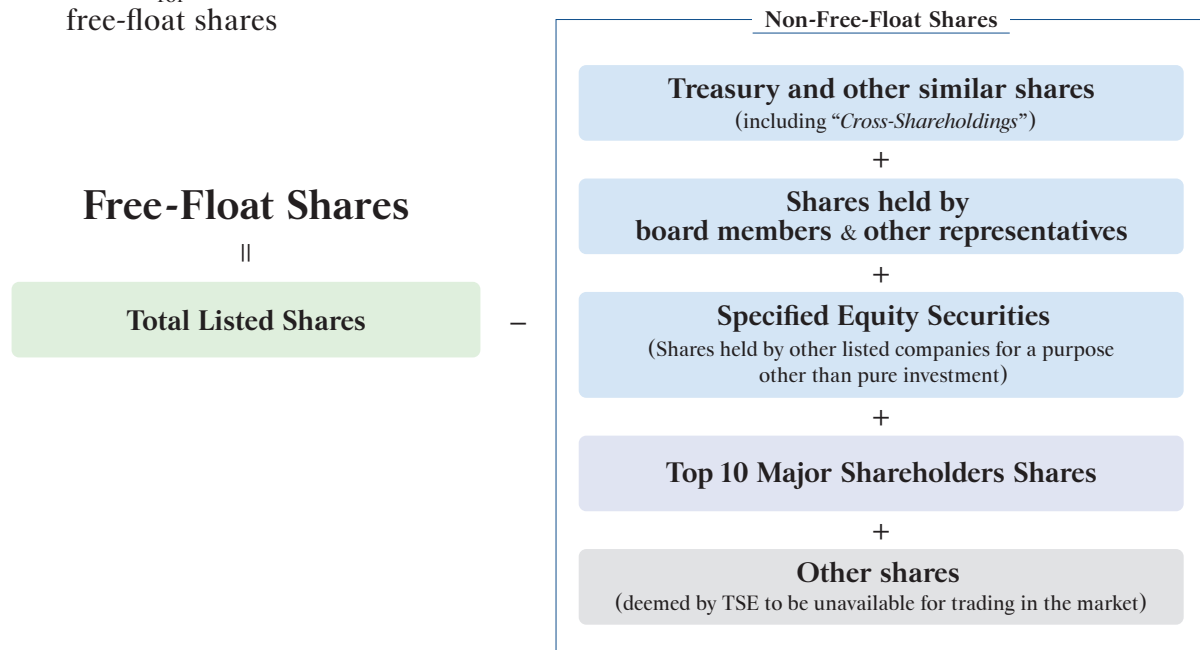 free-float shares
Free-Float Shares
=
Total Listed Shares
–
Non-Free-Float Shares
Treasury and other similar shares
(including “Cross-Shareholdings”)
+
Shares held by
board members & other representatives
+
Specified Equity Securities
(Shares held by other listed companies for a purpose
other than pure investment)
+
Top 10 Major Shareholders Shares
+
Other shares
(deemed by TSE to be unavailable for trading in the market)